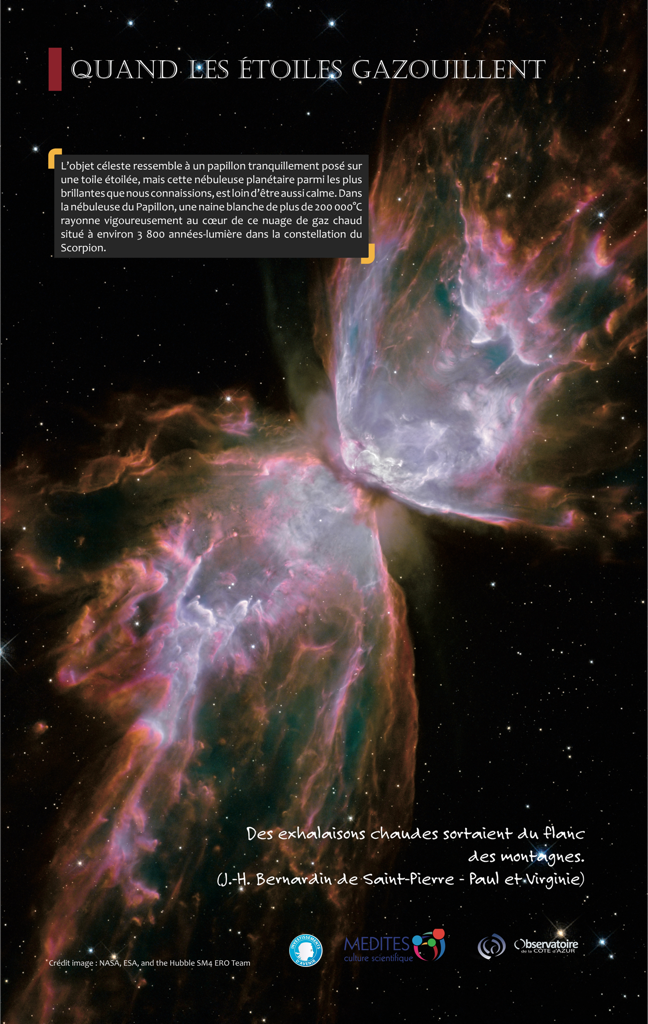 QUAND LES ÉTOILES GAZOUILLENT
L'objet céleste ressemble à un papillon tranquillement posé sur
une toile étoilée, mais cette nébuleuse planétaire parmi les plus
brillantes que nous connaissions, est loin d'être aussi calme. Dans
la nébuleuse du Papillon, une naine blanche de plus de 200 000°C
rayonne vigoureusement au cœur de ce nuage de gaz chaud
situé à environ 3 800 années-lumière dans la constellation du
Scorpion.
Des exhalaisons chaudes sortaient du flanc
des montagnes.
(J.-H. Bernardin de Saint-Pierre - Paul et Virginie)
INVESTISSEMENTS
D'AVENIR
MEDITES
culture scientifique
Observatoire
de la CÔTE d'AZUR
*Crédit image : NASA, ESA, and the Hubble SM4 ERO Team